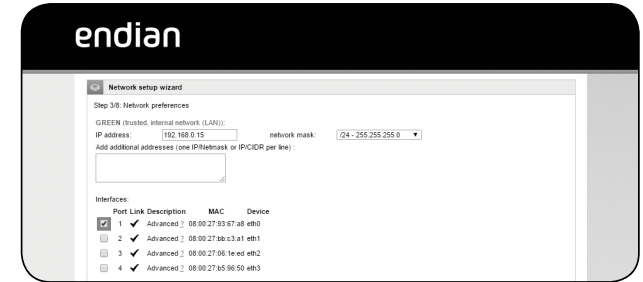 endian
Network setup wizard
Step 3/8: Network preferences
GREEN (trusted, internal network (LAN)):
IP address: 192.168.0.15 network mask: /24 - 255.255.255.0
Add additional addresses (one IP/Netmask or IP/CIDR per line) :
Interfaces:
Port Link Description MAC Device
1 Advanced ? 08:00:27:93:67:a8 eth0
2 Advanced ? 08:00:27:bb:c3:a1 eth1
3 Advanced ? 08:00:27:06:1e:ed eth2
4 Advanced ? 08:00:27:b5:96:50 eth3